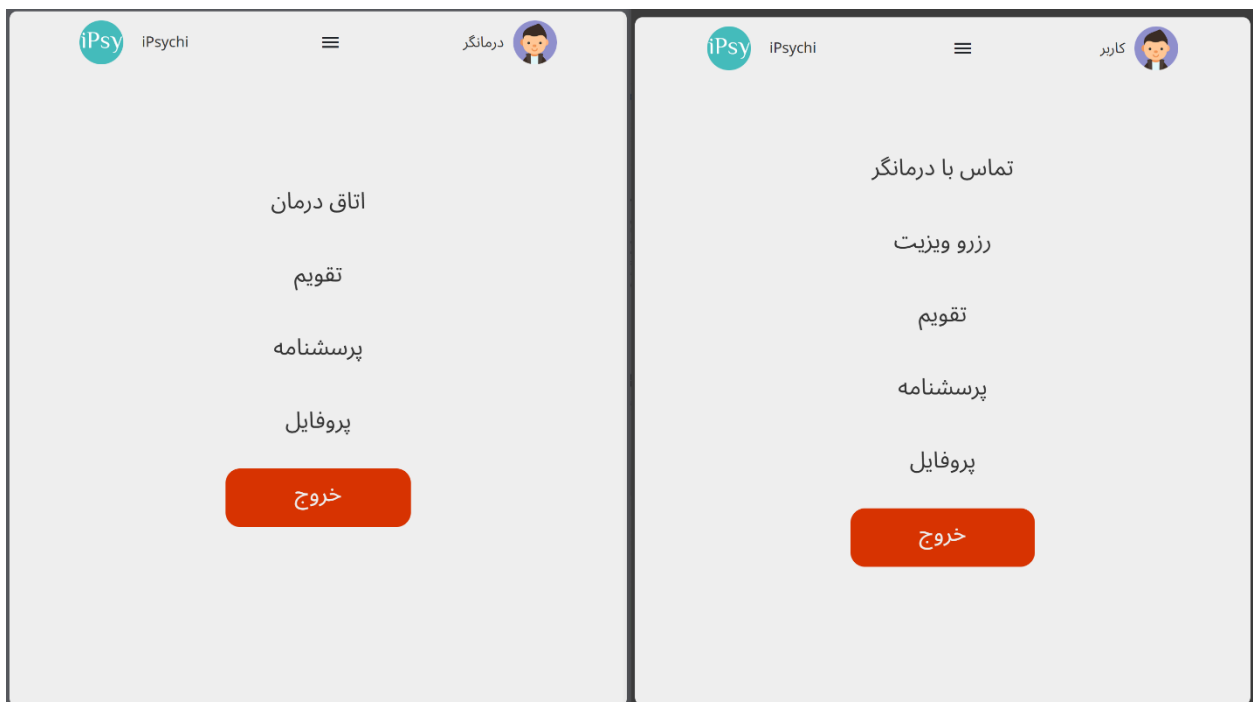 iPsy iPsychi درمانگر
اتاق درمان
تقویم
پرسشنامه
پروفایل
خروج
iPsy iPsychi کاربر
تماس با درمانگر
رزرو ویزیت
تقویم
پرسشنامه
پروفایل
خروج